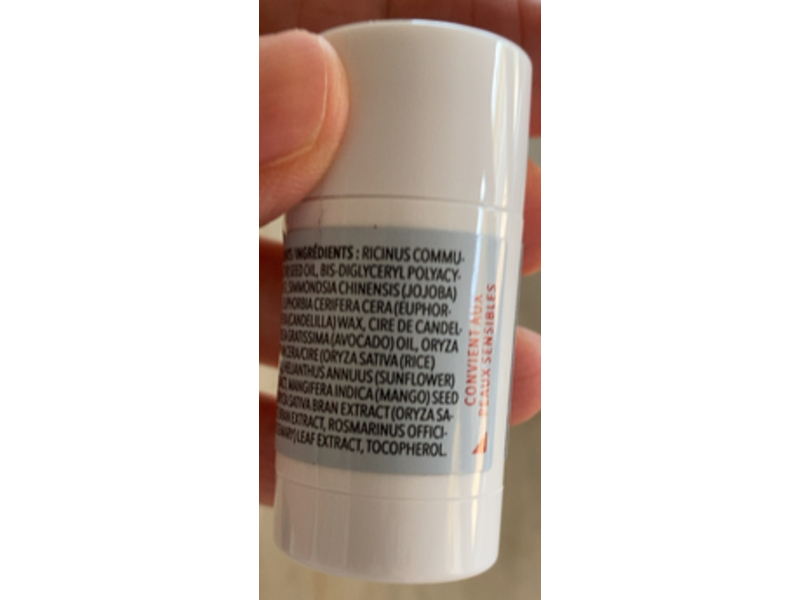 INGRÉDIENTS : RICINUS COMMU-
SEED OIL, BIS-DIGLYCERYL POLYACY-
SIMMONDSIA CHINENSIS (JOJOBA)
CERIFERA CERA (EUPHOR-
(CANDELILLA) WAX, CIRE DE CANDEL-
GRATISSIMA (AVOCADO) OIL, ORYZA
CERA/CIRE (ORYZA SATIVA (RICE)
HELIANTHUS ANNUUS (SUNFLOWER)
MANGIFERA INDICA (MANGO) SEED
SATIVA BRAN EXTRACT (ORYZA SA-
EXTRACT, ROSMARINUS OFFICI-
LEAF EXTRACT, TOCOPHEROL.
CONVIENT AUX
PEAUX SENSIBLES